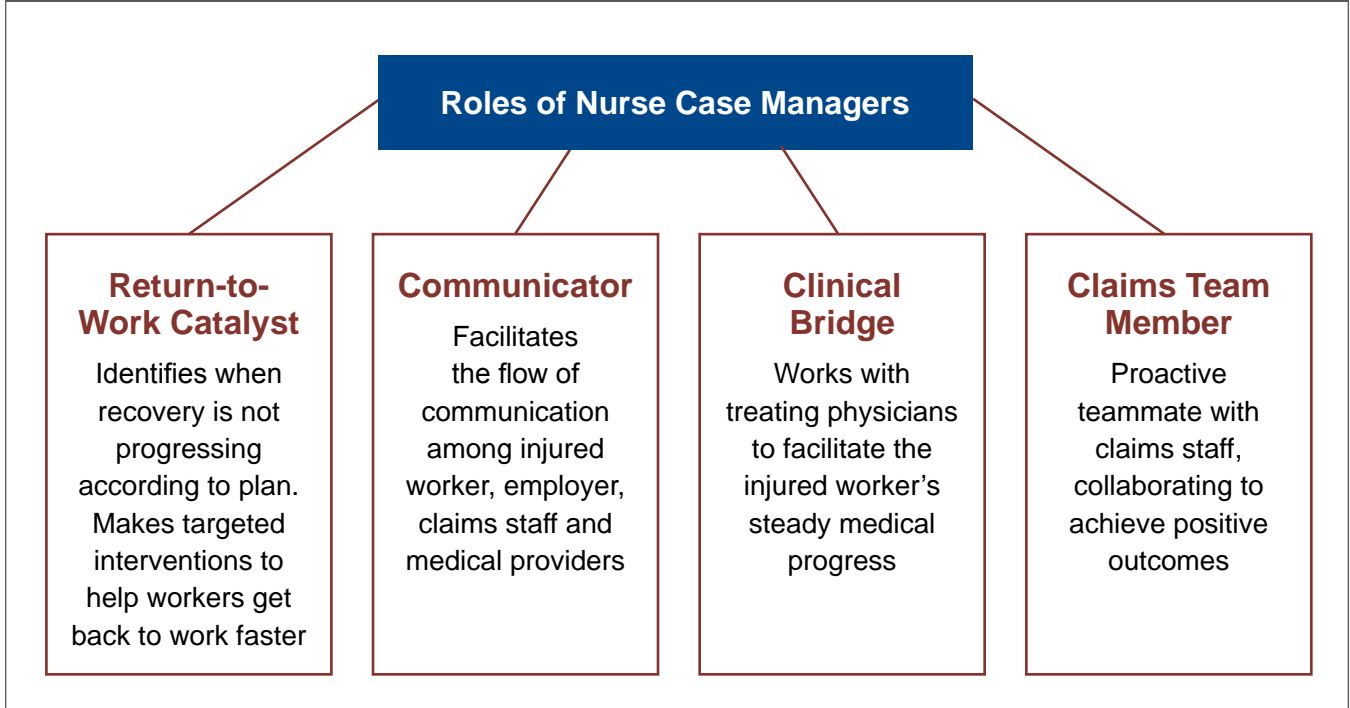 Roles of Nurse Case Managers
Return-to-
Work Catalyst
Identifies when
recovery is not
progressing
according to plan.
Makes targeted
interventions to
help workers get
back to work faster
Communicator
Facilitates
the flow of
communication
among injured
worker, employer,
claims staff and
medical providers
Clinical
Bridge
Works with
treating physicians
to facilitate the
injured worker’s
steady medical
progress
Claims Team
Member
Proactive
teammate with
claims staff,
collaborating to
achieve positive
outcomes